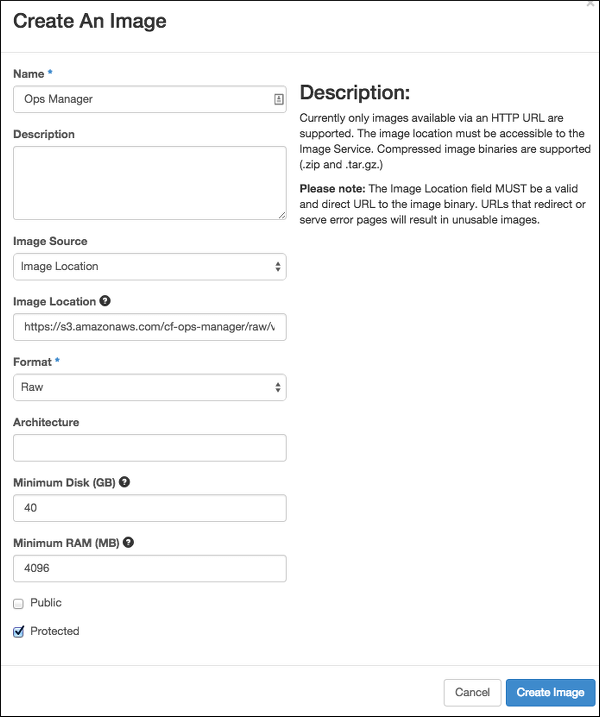 Create An Image
Name *
Ops Manager
Description
Image Source
Image Location
Image Location
https://s3.amazonaws.com/cf-ops-manager/raw/v
Format *
Raw
Architecture
Minimum Disk (GB)
40
Minimum RAM (MB)
4096
Public
Protected
Description:
Currently only images available via an HTTP URL are
supported. The image location must be accessible to the
Image Service. Compressed image binaries are supported
(.zip and .tar.gz.)
Please note: The Image Location field MUST be a valid
and direct URL to the image binary. URLs that redirect or
serve error pages will result in unusable images.
Cancel
Create Image